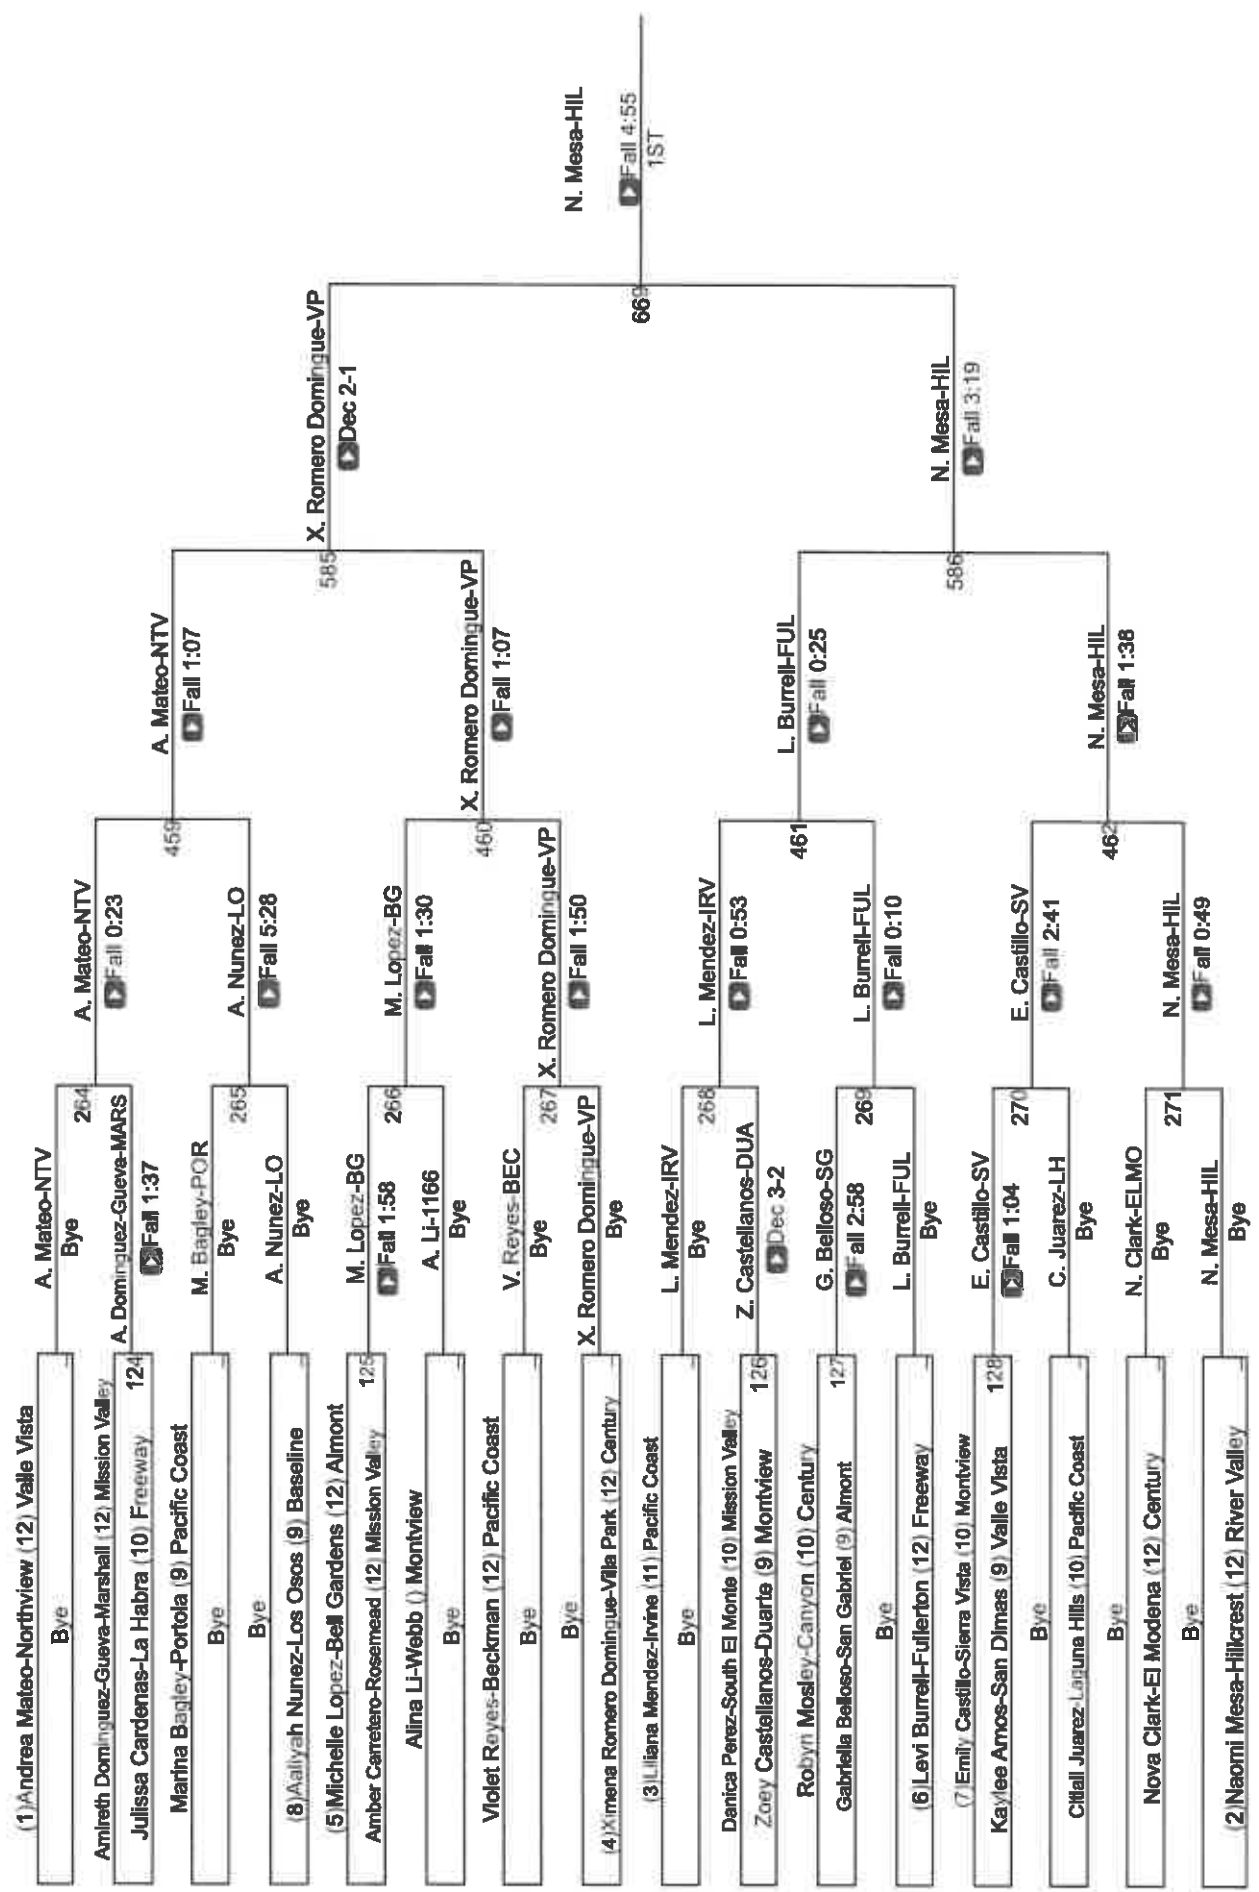 (1)Andrea Mateo-Northview (12) Valle Vista
Bye
Amireth Dominguez-Gueva-Marshall (12) Mission Valley
124
Julissa Cardenas-La Habra (10) Freeway
Marina Bagley-Portola (9) Pacific Coast
Bye
Bye
(8)Aaliyah Nunez-Los Osos (9) Baseline
(5)Michelle Lopez-Bell Gardens (12) Almont
125
Amber Carretero-Rosemead (12) Mission Valley
Alina Li-Webb () Montview
Bye
Violet Reyes-Beckman (12) Pacific Coast
Bye
Bye
(4)Ximena Romero Domingue-Villa Park (12) Century
(3)Liliana Mendez-Irvine (11) Pacific Coast
Bye
Danica Perez-South El Monte (10) Mission Valley
126
Zoey Castellanos-Duarte (9) Montview
Robyn Mosley-Canyon (10) Century
127
Gabriella Belloso-San Gabriel (9) Almont
Bye
(6)Levi Burrell-Fullerton (12) Freeway
(7)Emily Castillo-Sierra Vista (10) Montview
128
Kaylee Amos-San Dimas (9) Valle Vista
Bye
Citlali Juarez-Laguna Hills (10) Pacific Coast
Bye
Nova Clark-El Modena (12) Century
Bye
(2)Naomi Mesa-Hillcrest (12) River Valley
A. Mateo-NTV
Bye
264
A. Dominguez-Gueva-MARS
Fall 1:37
M. Bagley-POR
Bye
265
A. Nunez-LO
Bye
M. Lopez-BG
Fall 1:58
266
A. Li-1166
Bye
V. Reyes-BEC
Bye
267
X. Romero Domingue-VP
Bye
L. Mendez-IRV
Bye
268
Z. Castellanos-DUA
Dec 3-2
G. Belloso-SG
Fall 2:58
269
L. Burrell-FUL
Bye
E. Castillo-SV
Fall 1:04
270
C. Juarez-LH
Bye
N. Clark-ELMO
Bye
271
N. Mesa-HIL
Bye
A. Mateo-NTV
Fall 0:23
459
A. Nunez-LO
Fall 5:28
M. Lopez-BG
Fall 1:30
460
X. Romero Domingue-VP
Fall 1:50
L. Mendez-IRV
Fall 0:53
461
L. Burrell-FUL
Fall 0:10
E. Castillo-SV
Fall 2:41
462
N. Mesa-HIL
Fall 0:49
A. Mateo-NTV
Fall 1:07
585
X. Romero Domingue-VP
Fall 1:07
L. Burrell-FUL
Fall 0:25
586
N. Mesa-HIL
Fall 1:38
X. Romero Domingue-VP
Dec 2-1
669
N. Mesa-HIL
Fall 3:19
N. Mesa-HIL
Fall 4:55
1ST